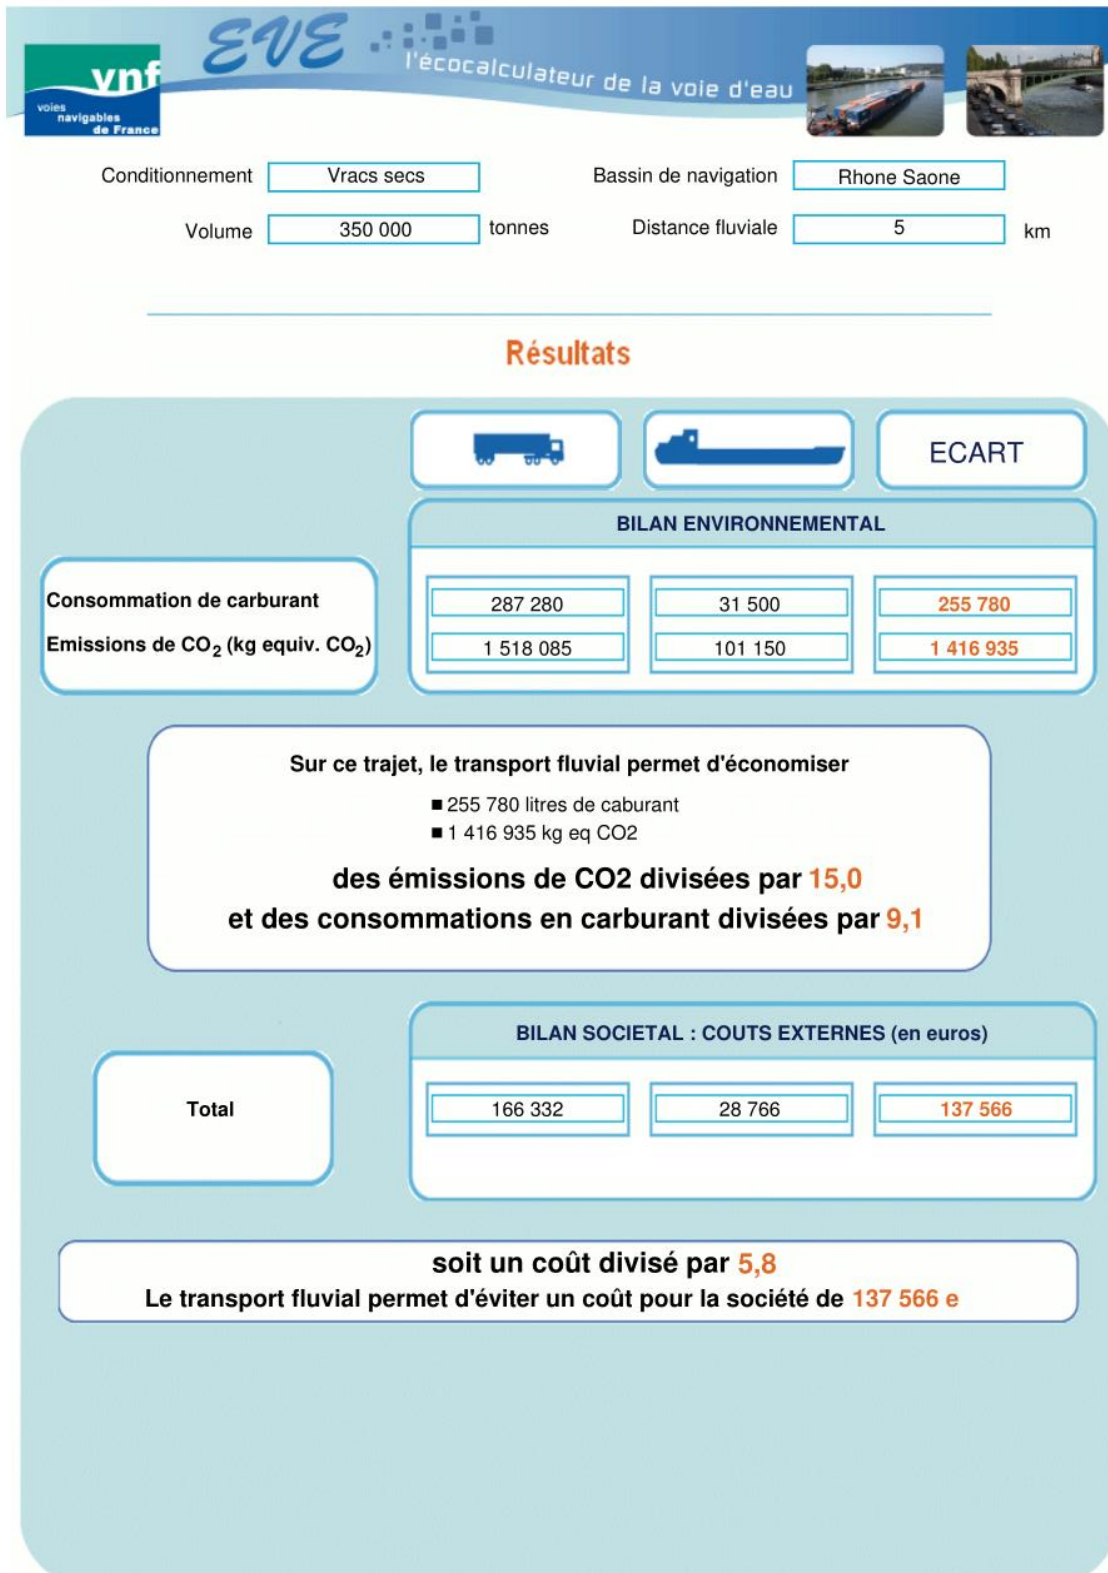 EVE
l'écocalculateur de la voie d'eau
vnf
voies
navigables
de France
Conditionnement Vracs secs Bassin de navigation Rhone Saone
Volume 350 000 tonnes Distance fluviale 5 km
Résultats
ECART
BILAN ENVIRONNEMENTAL
Consommation de carburant 287 280 31 500 255 780
Emissions de CO2 (kg equiv. CO2) 1 518 085 101 150 1 416 935
Sur ce trajet, le transport fluvial permet d'économiser
■ 255 780 litres de caburant
■ 1 416 935 kg eq CO2
des émissions de CO2 divisées par 15,0
et des consommations en carburant divisées par 9,1
BILAN SOCIETAL : COUTS EXTERNES (en euros)
Total 166 332 28 766 137 566
soit un coût divisé par 5,8
Le transport fluvial permet d'éviter un coût pour la société de 137 566 e